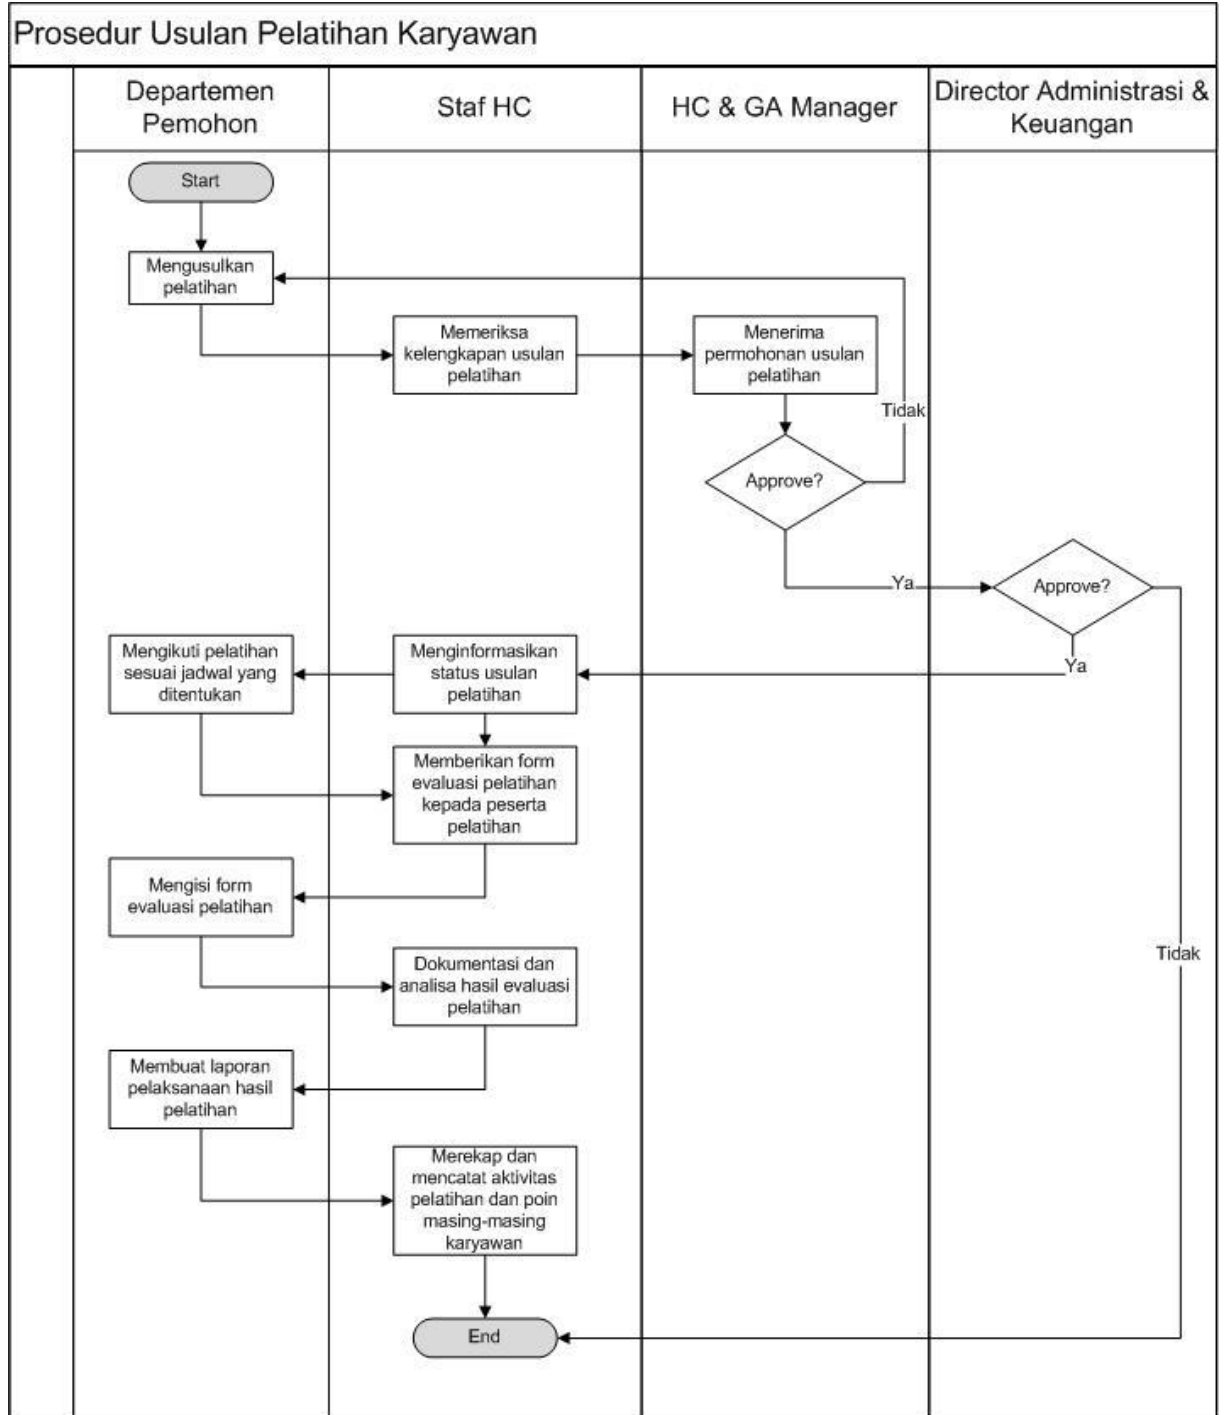 Prosedur Usulan Pelatihan Karyawan
Departemen
Pemohon
Staf HC
HC & GA Manager
Director Administrasi &
Keuangan
Start
Mengusulkan
pelatihan
Memeriksa
kelengkapan usulan
pelatihan
Menerima
permohonan usulan
pelatihan
Tidak
Approve?
Ya
Approve?
Ya
Mengikuti pelatihan
sesuai jadwal yang
ditentukan
Menginformasikan
status usulan
pelatihan
Memberikan form
evaluasi pelatihan
kepada peserta
pelatihan
Mengisi form
evaluasi pelatihan
Tidak
Dokumentasi dan
analisa hasil evaluasi
pelatihan
Membuat laporan
pelaksanaan hasil
pelatihan
Merekap dan
mencatat aktivitas
pelatihan dan poin
masing-masing
karyawan
End